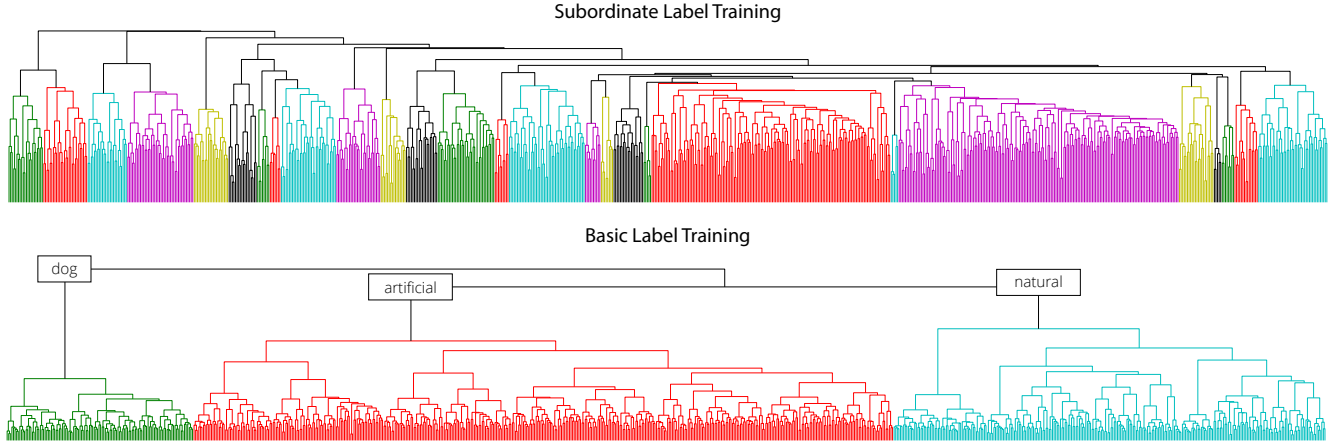 Subordinate Label Training
Basic Label Training
dog
artificial
natural